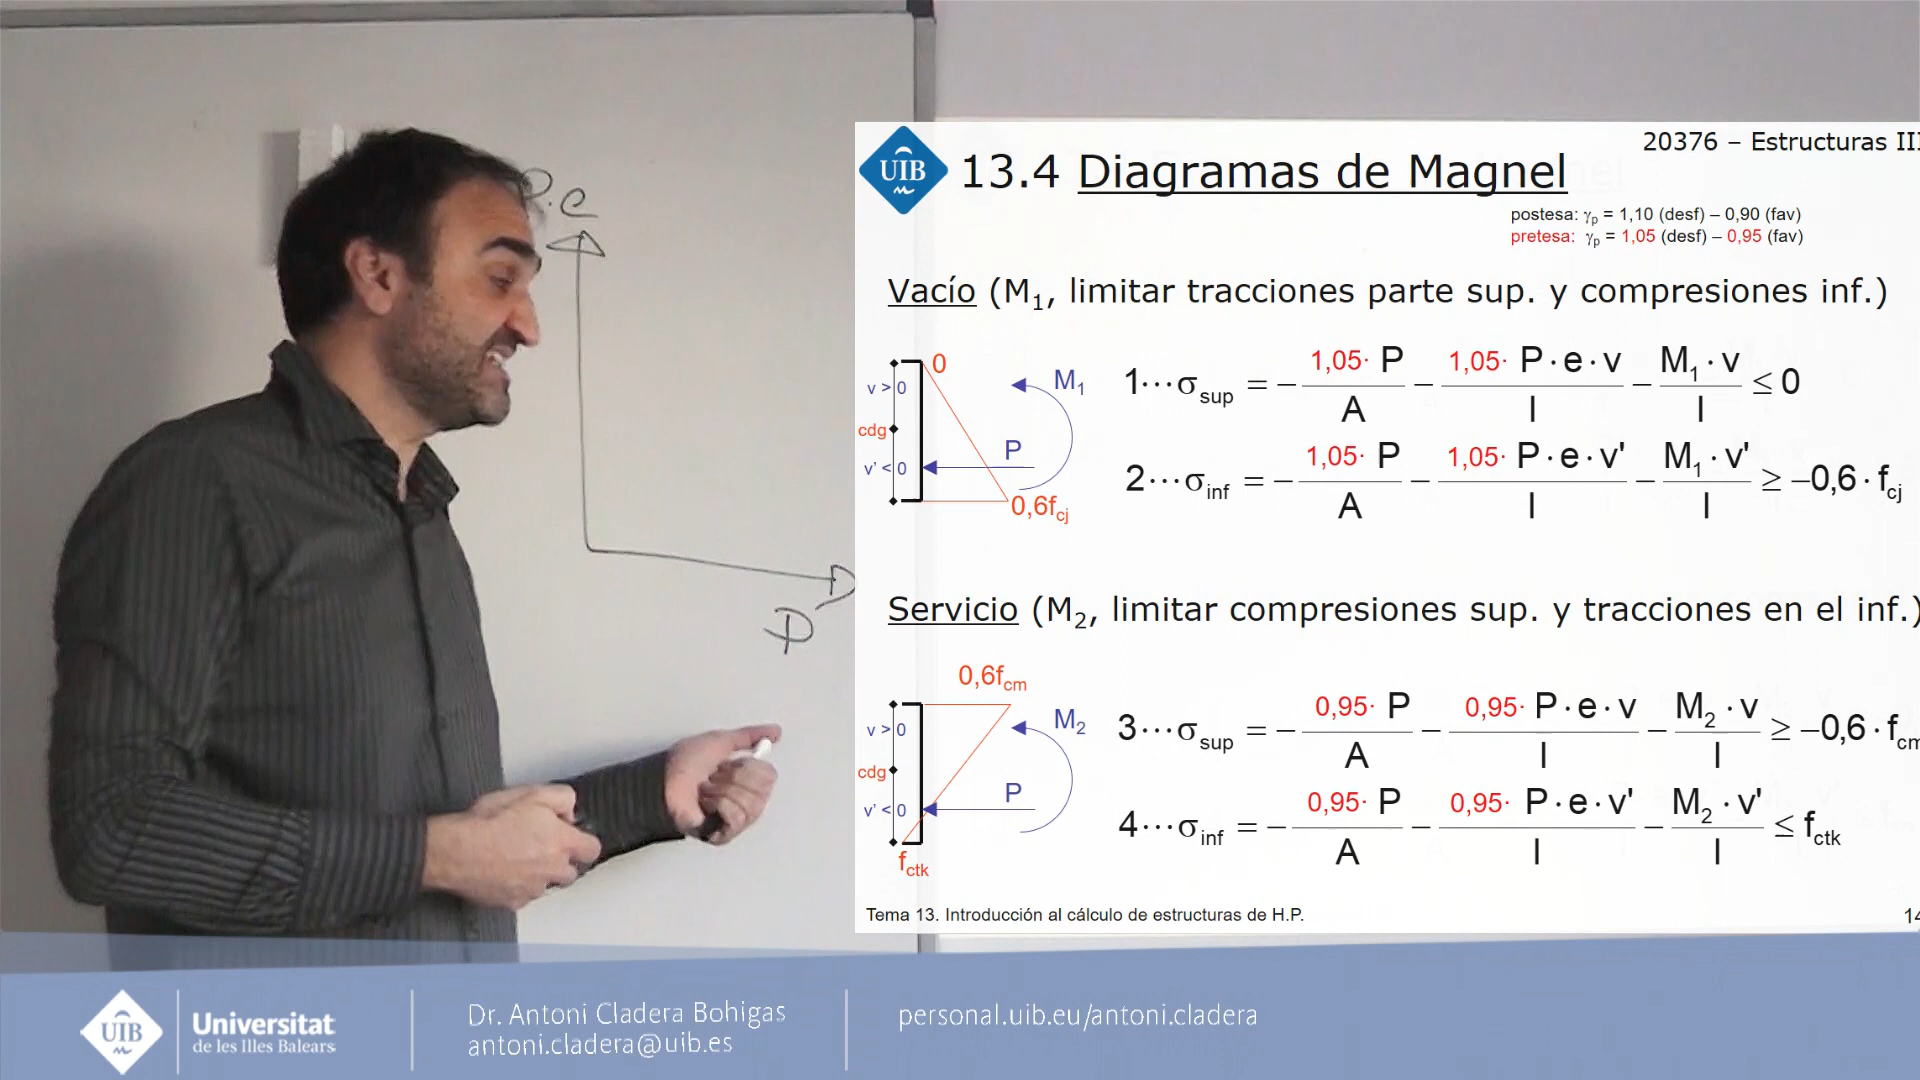 P.e
P
UIB
20376 – Estructuras III
13.4 Diagramas de Magnel
postesa: γp = 1,10 (desf) – 0,90 (fav)
pretesa: γp = 1,05 (desf) – 0,95 (fav)
Vacío (M1, limitar tracciones parte sup. y compresiones inf.)
0
v > 0
cdg
v' < 0
M1
P
0,6fcj
1···σsup = − 1,05· P / A − 1,05· P · e · v / I − M1 · v / I ≤ 0
2···σinf = − 1,05· P / A − 1,05· P · e · v' / I − M1 · v' / I ≥ −0,6 · fcj
Servicio (M2, limitar compresiones sup. y tracciones en el inf.)
0,6fcm
v > 0
cdg
v' < 0
M2
P
fctk
3···σsup = − 0,95· P / A − 0,95· P · e · v / I − M2 · v / I ≥ −0,6 · fcm
4···σinf = − 0,95· P / A − 0,95· P · e · v' / I − M2 · v' / I ≤ fctk
Tema 13. Introducción al cálculo de estructuras de H.P.
14
UIB
Universitat
de les Illes Balears
Dr. Antoni Cladera Bohigas
antoni.cladera@uib.es
personal.uib.eu/antoni.cladera